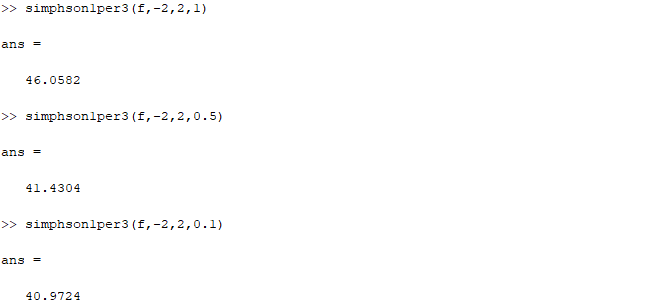 >> simphson1per3(f,-2,2,1)
ans =
46.0582
>> simphson1per3(f,-2,2,0.5)
ans =
41.4304
>> simphson1per3(f,-2,2,0.1)
ans =
40.9724